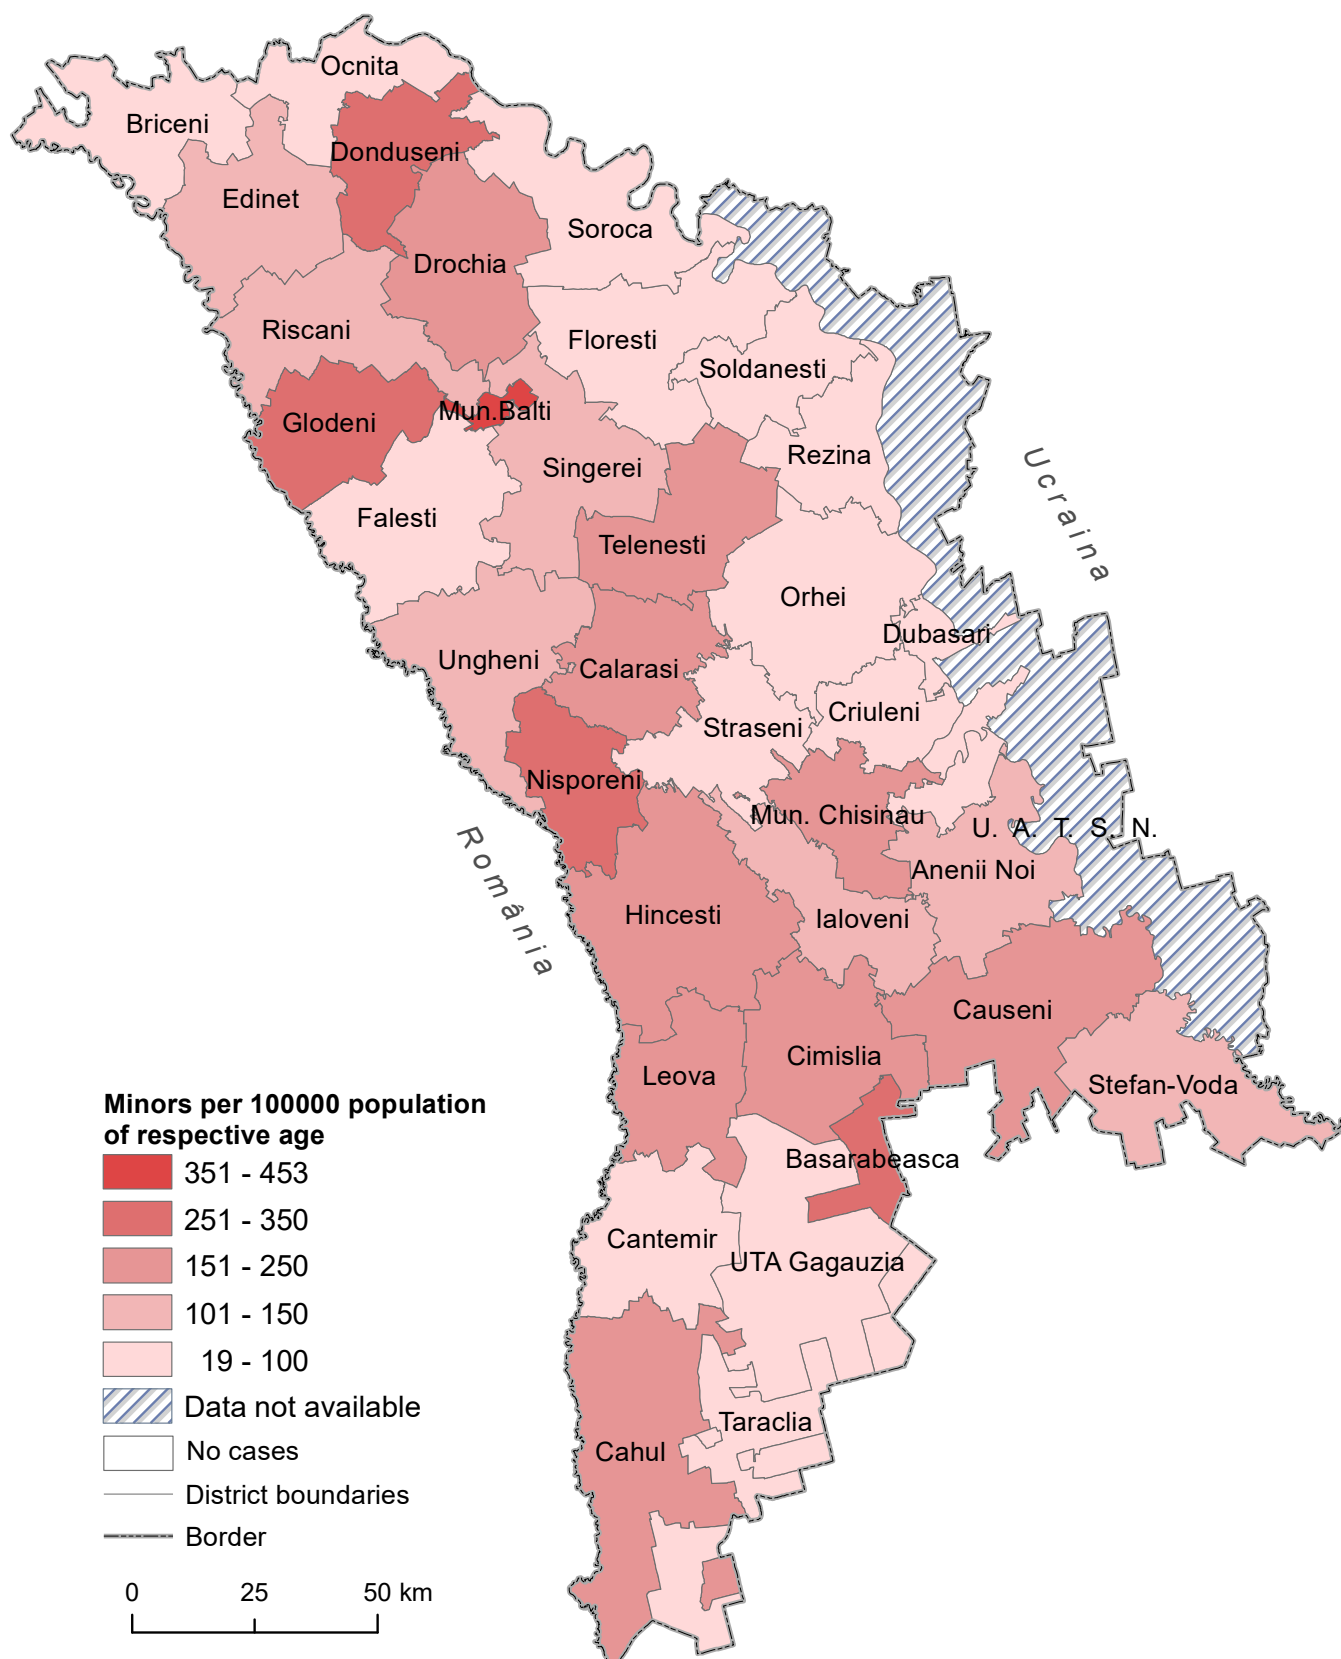 Ocnita
Briceni
Donduseni
Edinet
Soroca
Drochia
Riscani
Floresti
Soldanesti
Mun.Balti
Glodeni
Rezina
Singerei
Ucraina
Falesti
Telenesti
Orhei
Dubasari
Ungheni
Calarasi
Criuleni
Straseni
Nisporeni
Mun. Chisinau
U. A. T. S. N.
Anenii Noi
România
Hincesti
Ialoveni
Causeni
Cimislia
Leova
Stefan-Voda
Basarabeasca
Cantemir
UTA Gagauzia
Taraclia
Cahul
Minors per 100000 population
of respective age
351 - 453
251 - 350
151 - 250
101 - 150
19 - 100
Data not available
No cases
District boundaries
Border
0 25 50 km